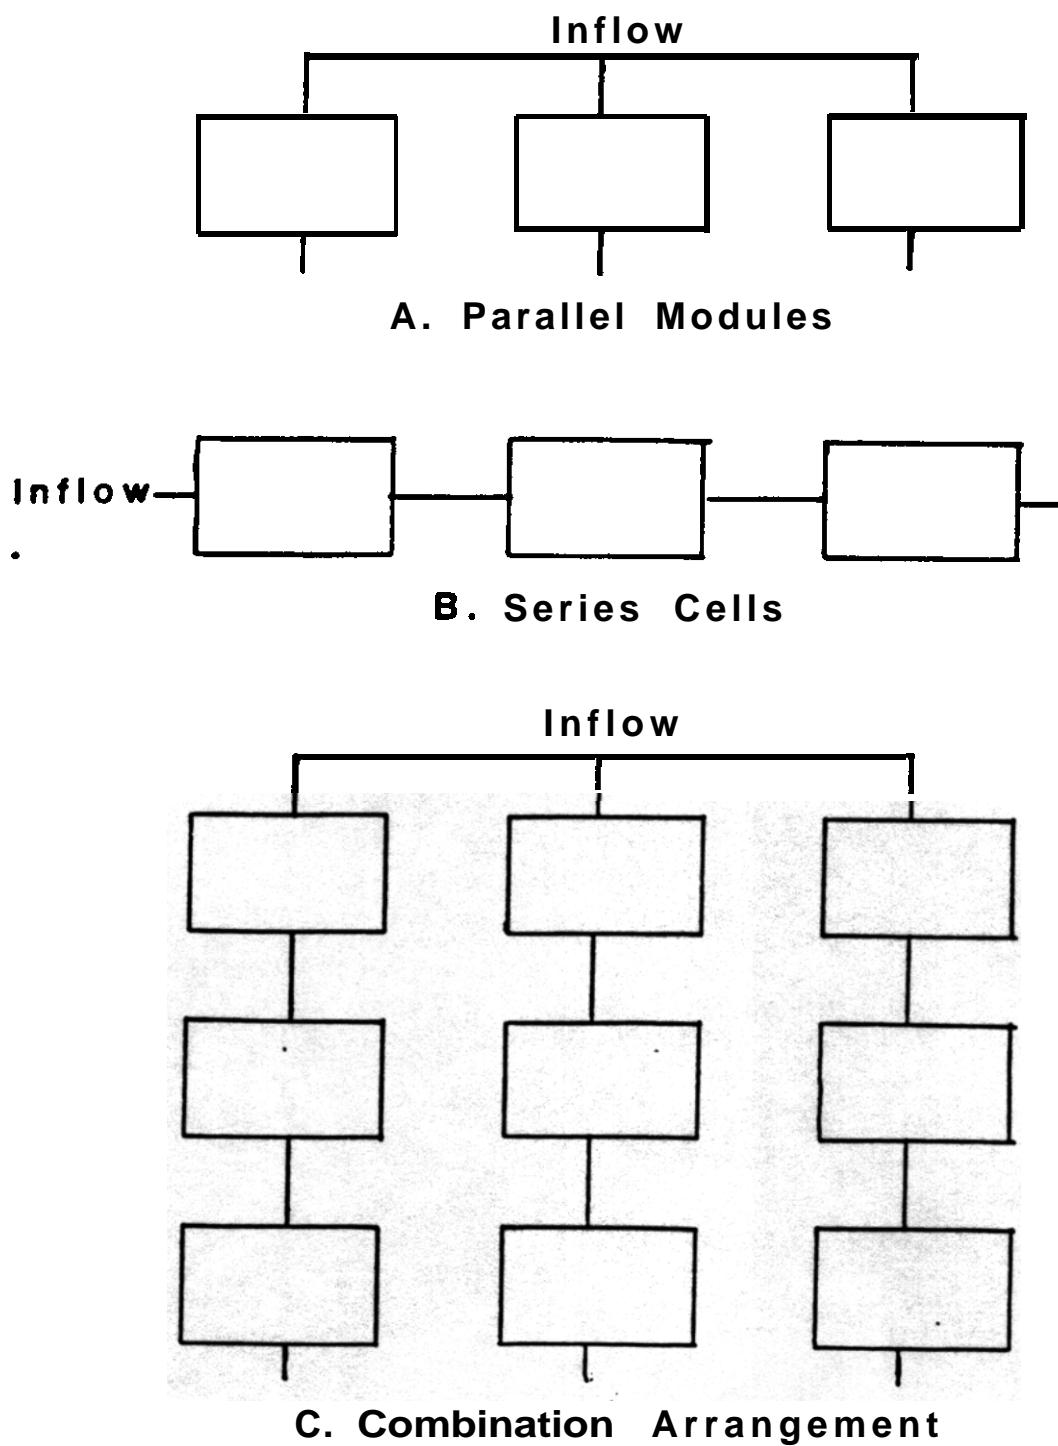 Inflow
A. Parallel Modules
Inflow
B. Series Cells
Inflow
C. Combination Arrangement